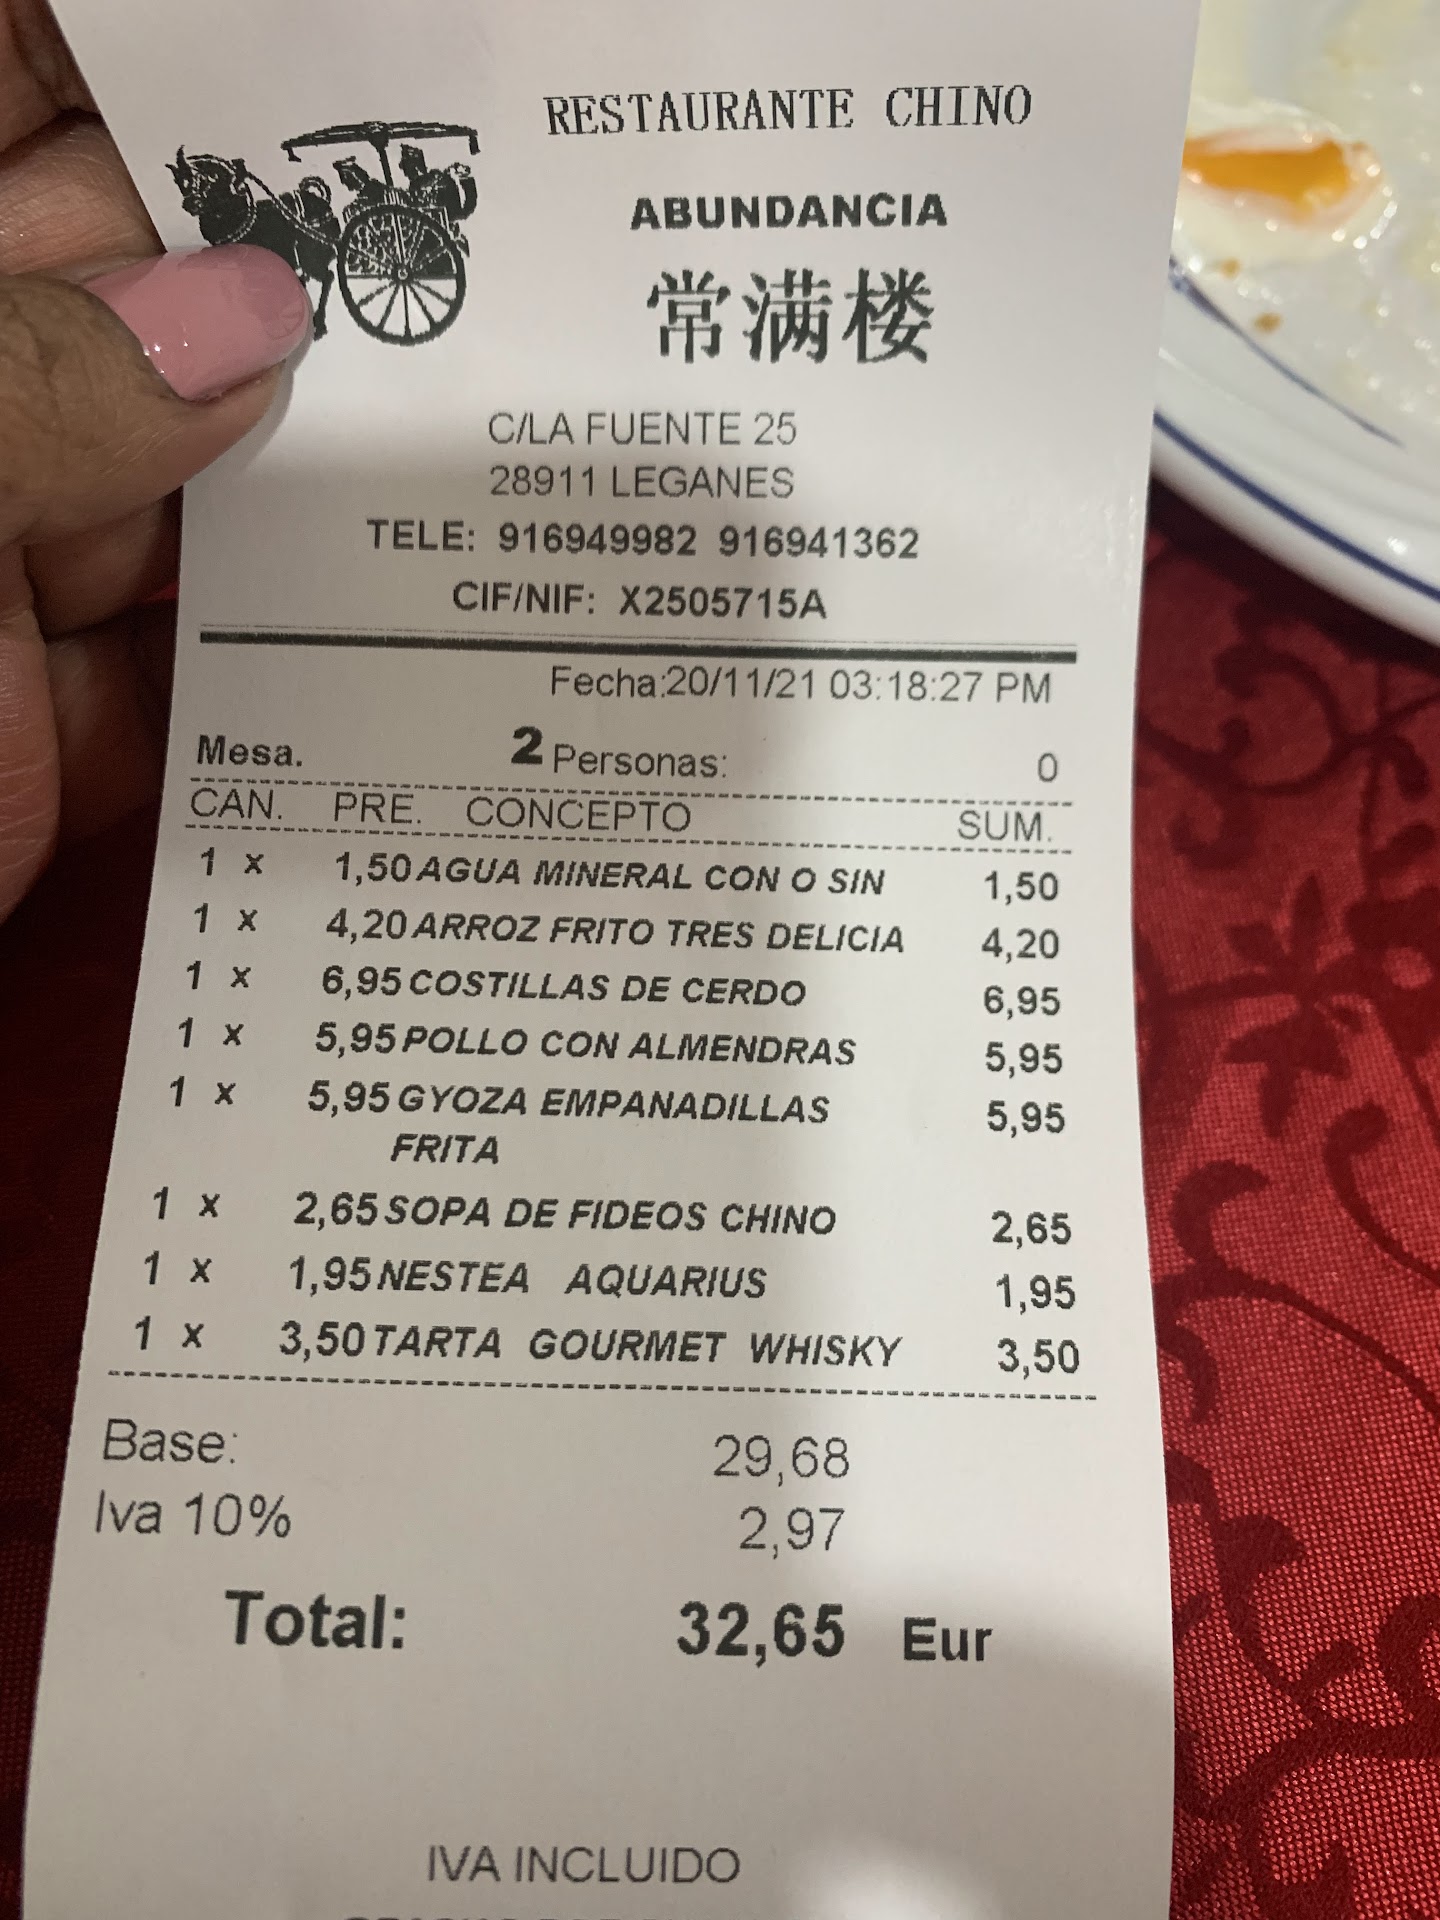 RESTAURANTE CHINO
ABUNDANCIA
常满楼
C/LA FUENTE 25
28911 LEGANES
TELE: 916949982 916941362
CIF/NIF: X2505715A
Fecha:20/11/21 03:18:27 PM
Mesa. 2 Personas: 0
CAN. PRE. CONCEPTO SUM.
1 x 1,50 AGUA MINERAL CON O SIN 1,50
1 x 4,20 ARROZ FRITO TRES DELICIA 4,20
1 x 6,95 COSTILLAS DE CERDO 6,95
1 x 5,95 POLLO CON ALMENDRAS 5,95
1 x 5,95 GYOZA EMPANADILLAS 5,95
FRITA
1 x 2,65 SOPA DE FIDEOS CHINO 2,65
1 x 1,95 NESTEA AQUARIUS 1,95
1 x 3,50 TARTA GOURMET WHISKY 3,50
Base: 29,68
Iva 10% 2,97
Total: 32,65 Eur
IVA INCLUIDO